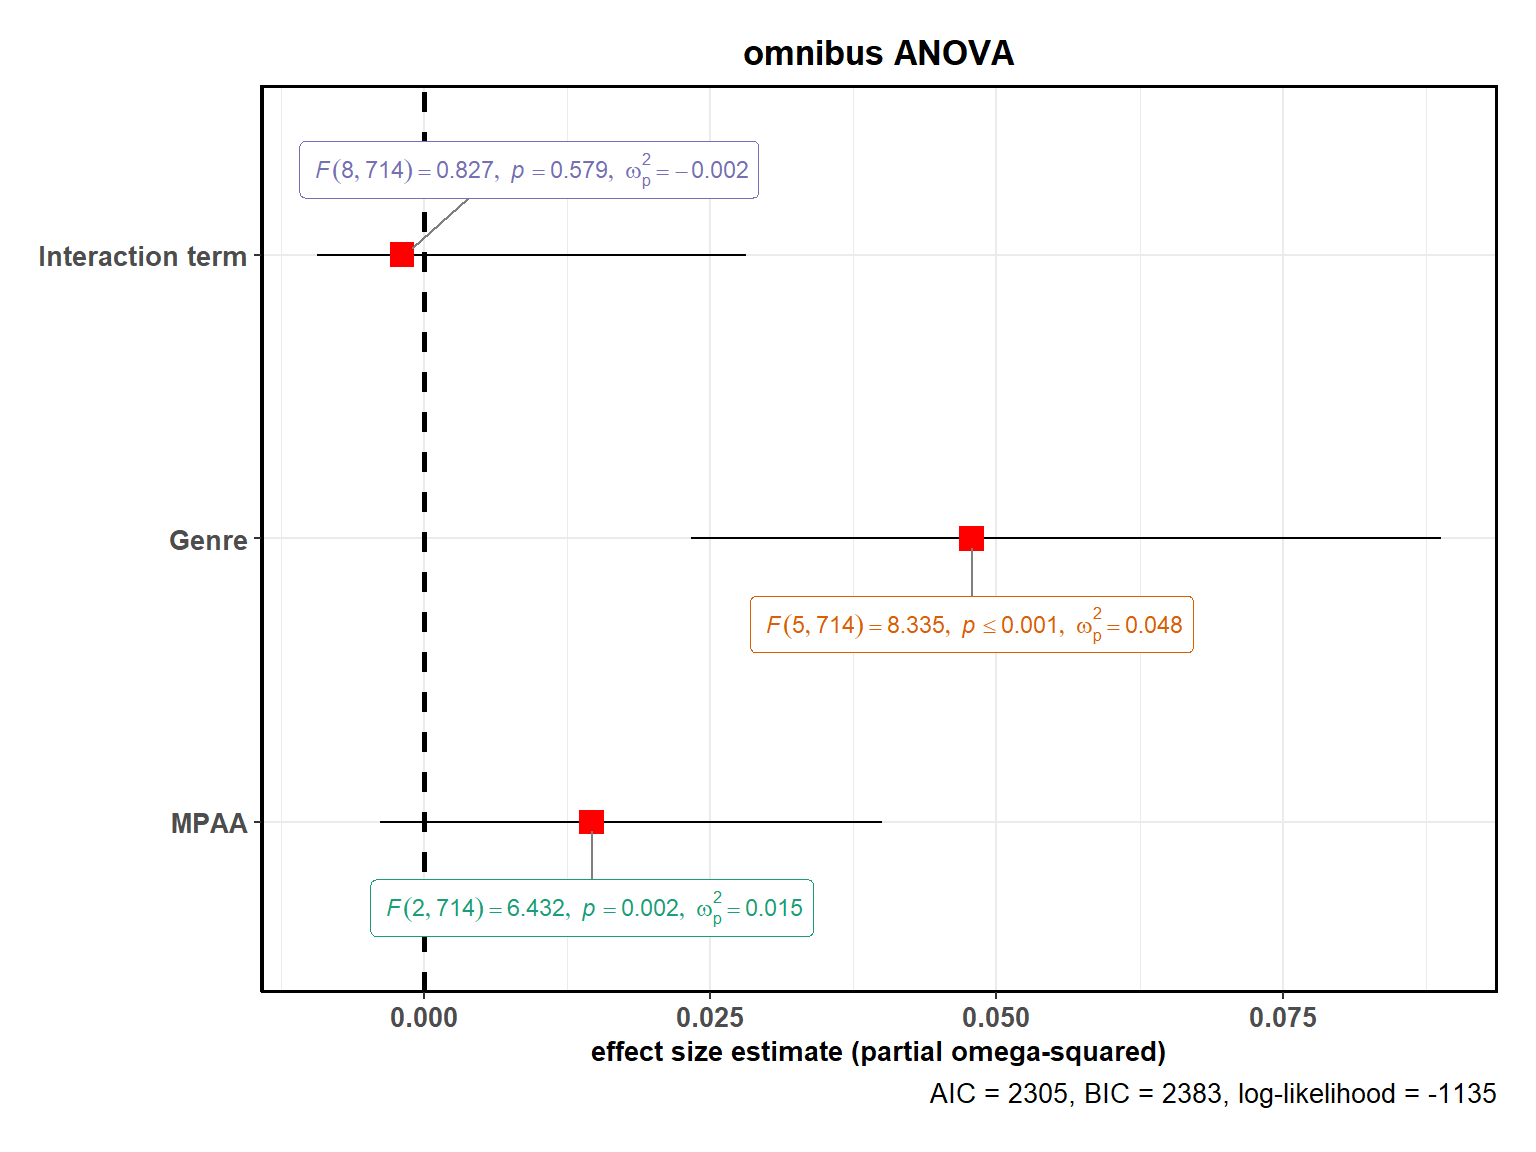 omnibus ANOVA
F(8, 714) = 0.827, p = 0.579, ω²ₚ = −0.002
Interaction term
Genre
F(5, 714) = 8.335, p ≤ 0.001, ω²ₚ = 0.048
MPAA
F(2, 714) = 6.432, p = 0.002, ω²ₚ = 0.015
0.000 0.025 0.050 0.075
effect size estimate (partial omega-squared)
AIC = 2305, BIC = 2383, log-likelihood = -1135